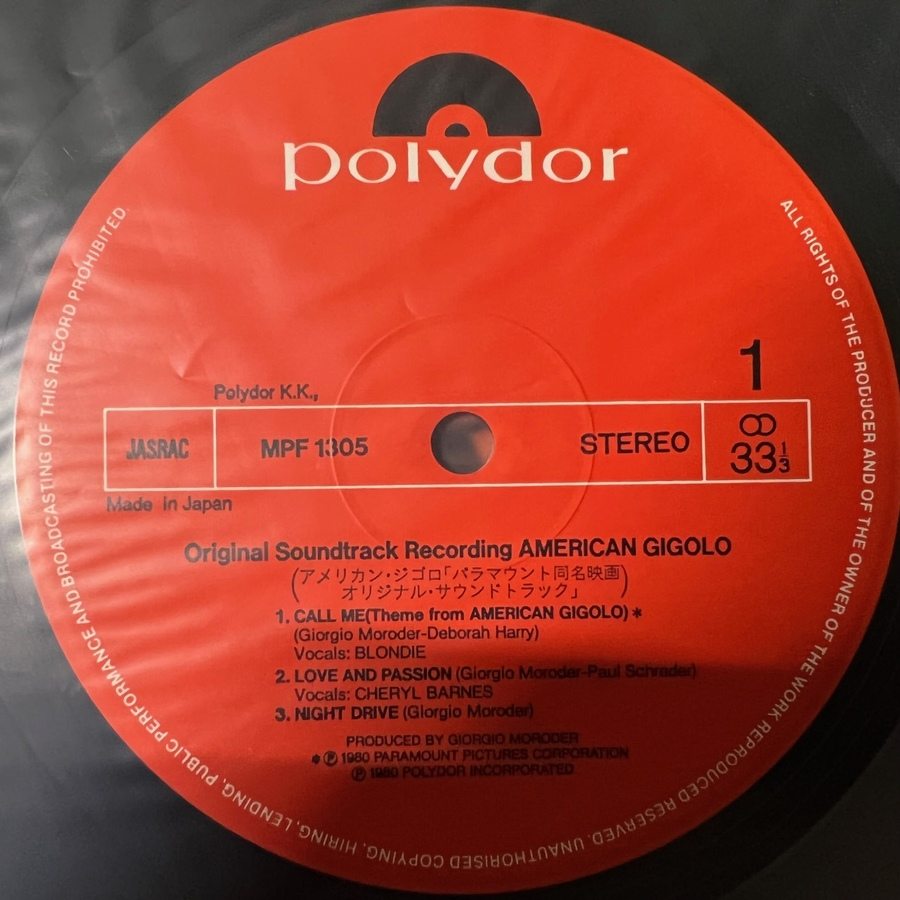 polydor
ALL RIGHTS OF THE PRODUCER AND OF THE OWNER OF THE WORK REPRODUCED RESERVED. UNAUTHORISED COPYING, HIRING, LENDING, PUBLIC PERFORMANCE AND BROADCASTING OF THIS RECORD PROHIBITED.
1
Polydor K.K.,
JASRAC MPF 1305 STEREO 33 1/3
Made in Japan
Original Soundtrack Recording AMERICAN GIGOLO
(アメリカン・ジゴロ「パラマウント同名映画
オリジナル・サウンドトラック」)
1. CALL ME(Theme from AMERICAN GIGOLO) *
(Giorgio Moroder-Deborah Harry)
Vocals: BLONDIE
2. LOVE AND PASSION (Giorgio Moroder-Paul Schrader)
Vocals: CHERYL BARNES
3. NIGHT DRIVE (Giorgio Moroder)
PRODUCED BY GIORGIO MORODER
* ℗ 1980 PARAMOUNT PICTURES CORPORATION
℗ 1980 POLYDOR INCORPORATED